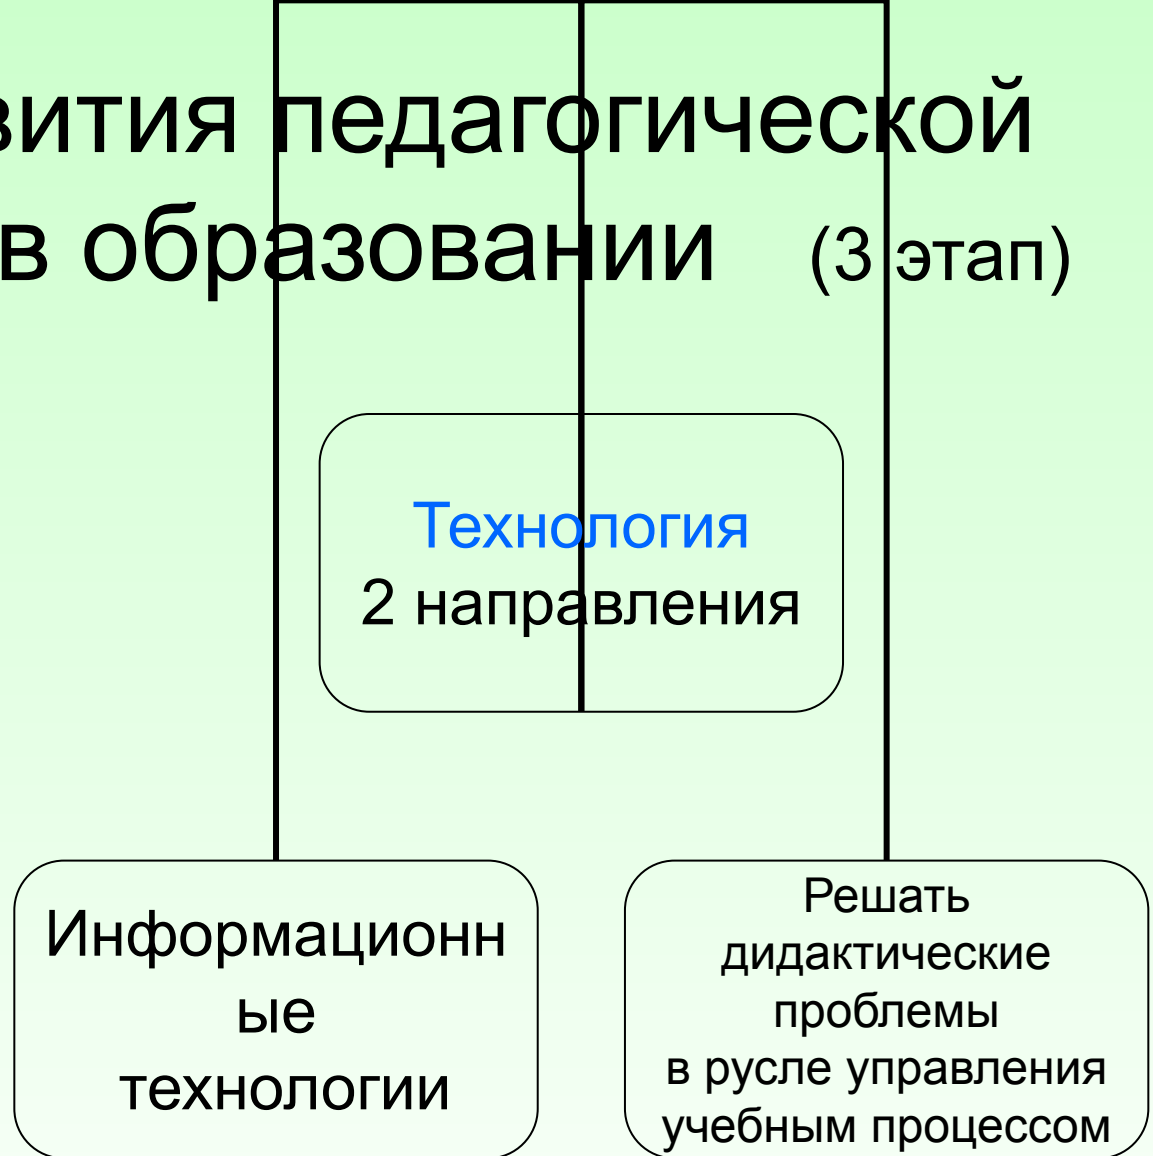 вития педагогической
в образовании (3 этап)
Технология
2 направления
Информационн
ые
технологии
Решать
дидактические
проблемы
в русле управления
учебным процессом